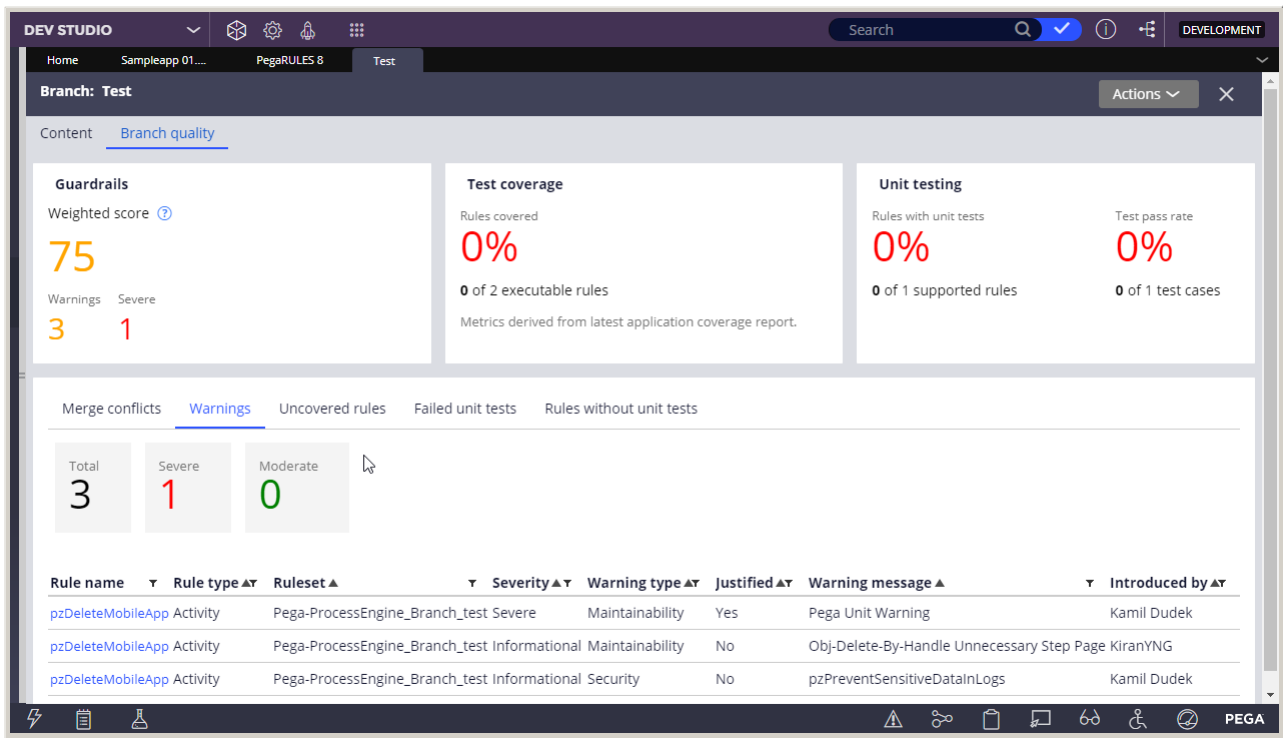 DEV STUDIO
Search
DEVELOPMENT
Home Sampleapp 01.... PegaRULES 8 Test
Branch: Test
Actions
Content Branch quality
Guardrails
Weighted score ?
75
Warnings Severe
3 1
Test coverage
Rules covered
0%
0 of 2 executable rules
Metrics derived from latest application coverage report.
Unit testing
Rules with unit tests Test pass rate
0% 0%
0 of 1 supported rules 0 of 1 test cases
Merge conflicts Warnings Uncovered rules Failed unit tests Rules without unit tests
Total Severe Moderate
3 1 0
Rule name Rule type Ruleset Severity Warning type Justified Warning message Introduced by
pzDeleteMobileApp Activity Pega-ProcessEngine_Branch_test Severe Maintainability Yes Pega Unit Warning Kamil Dudek
pzDeleteMobileApp Activity Pega-ProcessEngine_Branch_test Informational Maintainability No Obj-Delete-By-Handle Unnecessary Step Page KiranYNG
pzDeleteMobileApp Activity Pega-ProcessEngine_Branch_test Informational Security No pzPreventSensitiveDataInLogs Kamil Dudek
PEGA